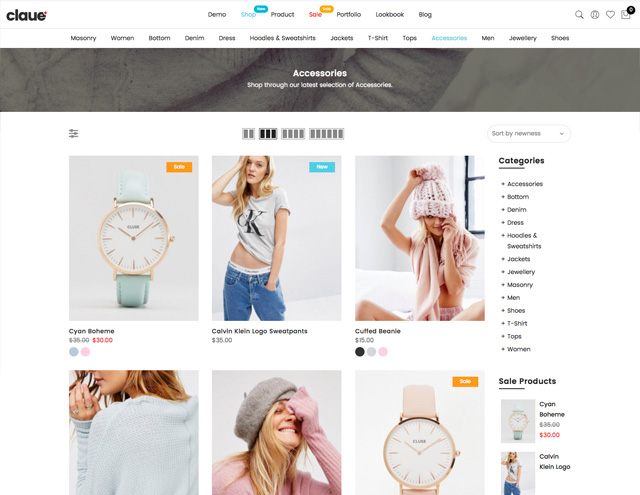 claue
Demo
New
Shop
Product
Sale
Sale
Portfolio
Lookbook
Blog
0
Masonry
Women
Bottom
Denim
Dress
Hoodies & Sweatshirts
Jackets
T-Shirt
Tops
Accessories
Men
Jewellery
Shoes
Accessories
Shop through our latest selection of Accessories.
Sort by newness
Sale
CLUSE
Cyan Boheme
$35.00 $30.00
New
CK
Calvin Klein Logo Sweatpants
$35.00
Cuffed Beanie
$15.00
Sale
CLUSE
Categories
Accessories
Bottom
Denim
Dress
Hoodies &
Sweatshirts
Jackets
Jewellery
Masonry
Men
Shoes
T-Shirt
Tops
Women
Sale Products
Cyan
Boheme
$35.00
$30.00
Calvin
Klein Logo